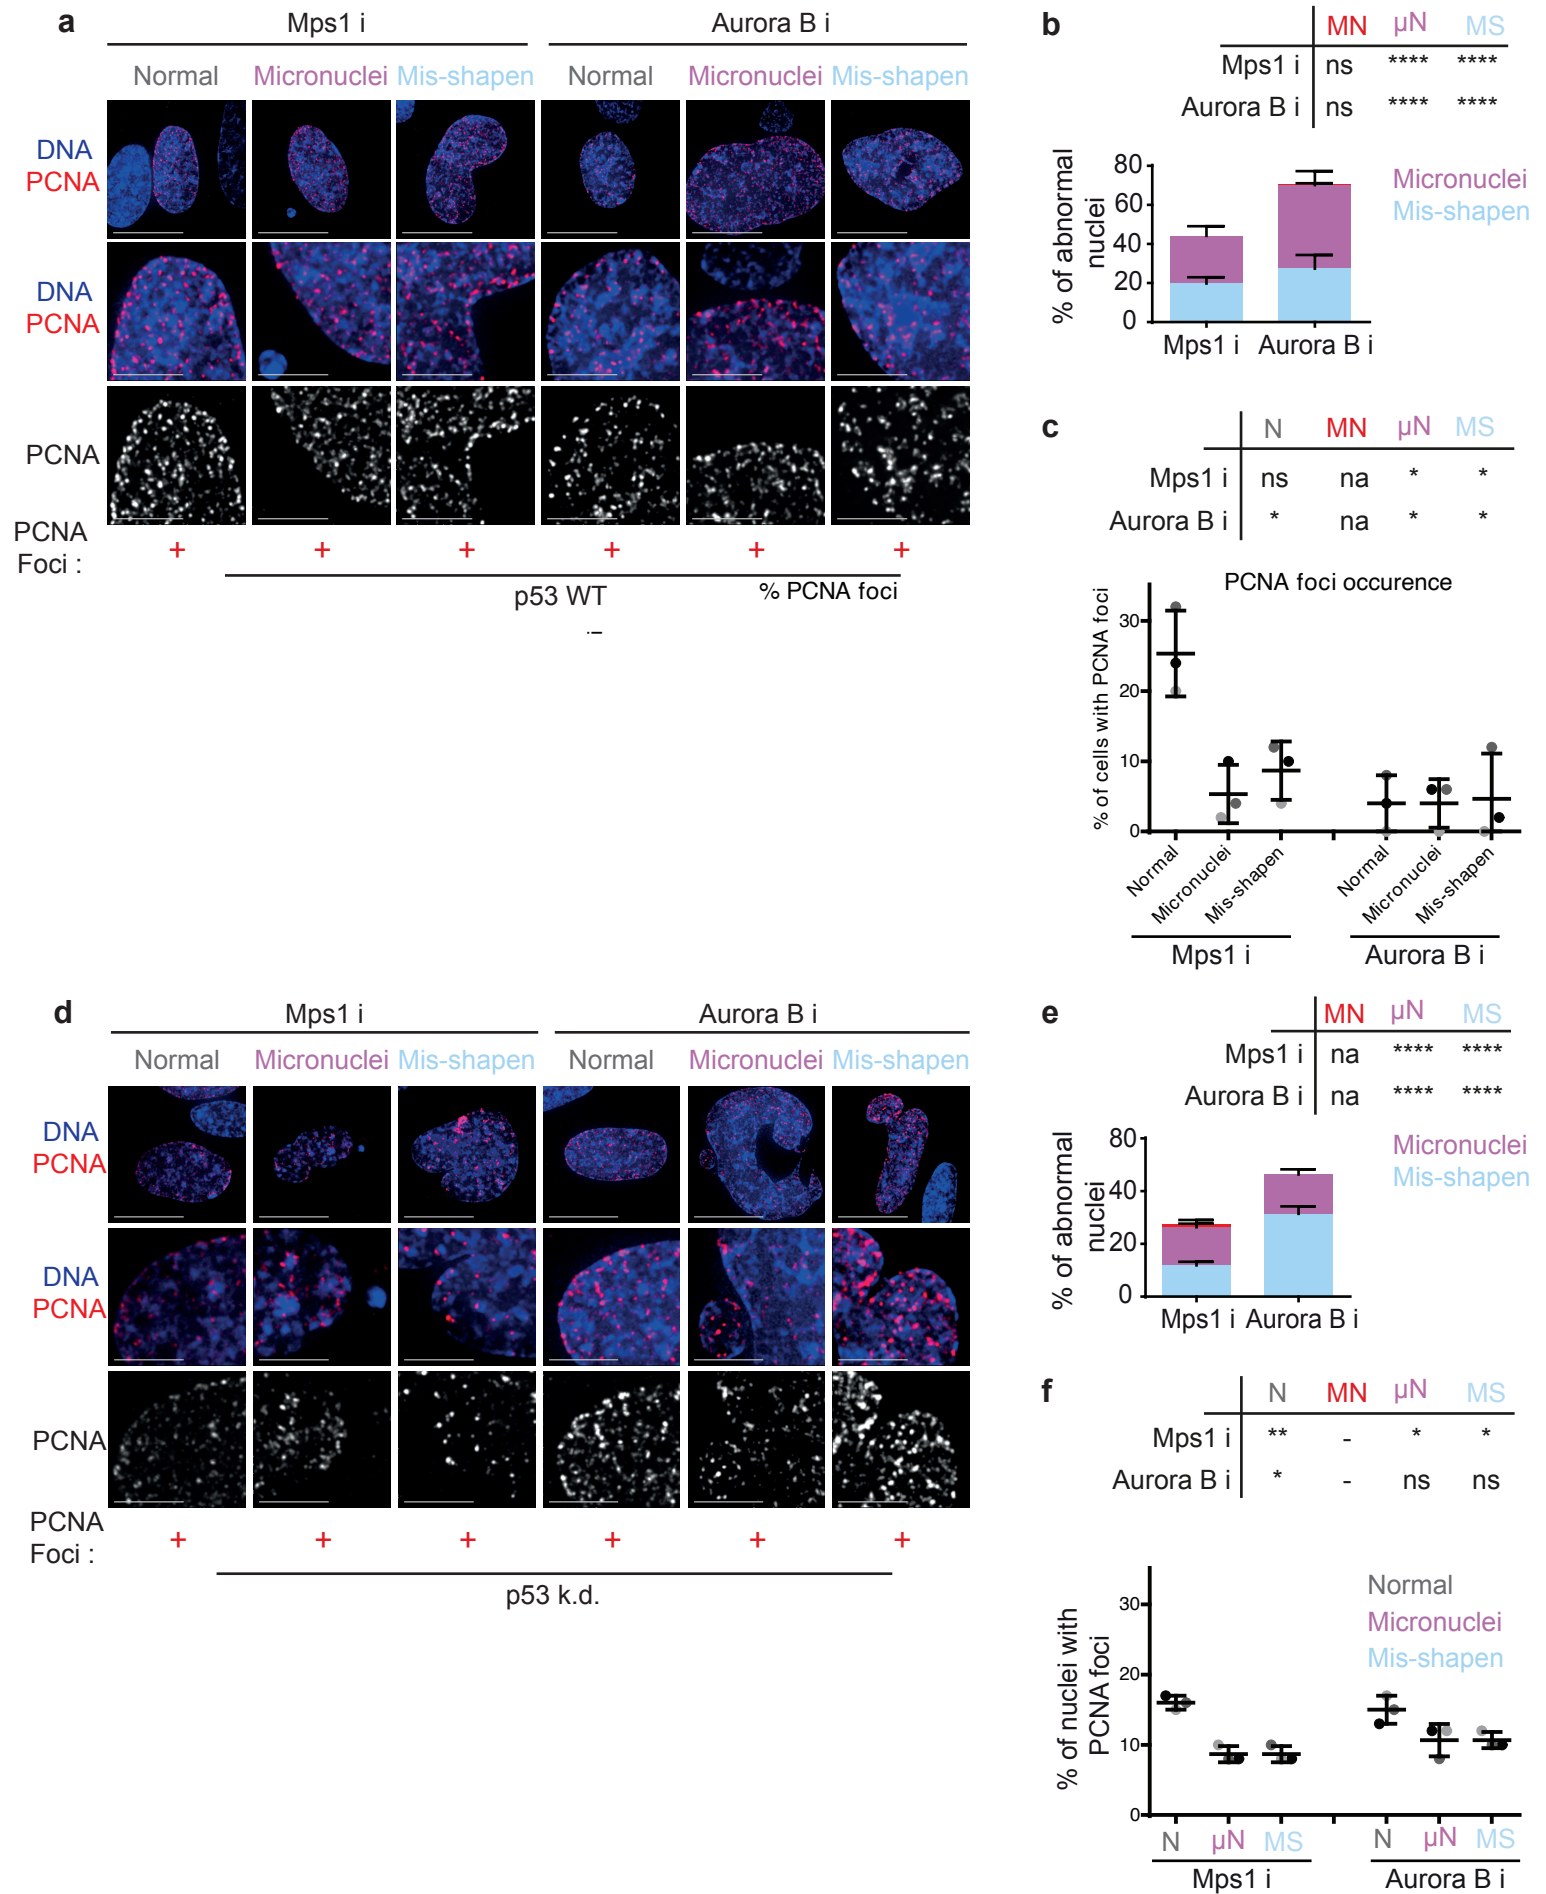 a
Mps1 i
Aurora B i
Normal
Micronuclei
Mis-shapen
Normal
Micronuclei
Mis-shapen
DNA
PCNA
DNA
PCNA
PCNA
PCNA
Foci :
+ + + + + +
p53 WT
% PCNA foci
b
MN µN MS
Mps1 i ns **** ****
Aurora B i ns **** ****
% of abnormal
nuclei
80
60
40
20
0
Mps1 i Aurora B i
Micronuclei
Mis-shapen
c
N MN µN MS
Mps1 i ns na * *
Aurora B i * na * *
PCNA foci occurence
% of cells with PCNA foci
30
20
10
0
Normal
Micronuclei
Mis-shapen
Normal
Micronuclei
Mis-shapen
Mps1 i
Aurora B i
d
Mps1 i
Aurora B i
Normal
Micronuclei
Mis-shapen
Normal
Micronuclei
Mis-shapen
DNA
PCNA
DNA
PCNA
PCNA
PCNA
Foci :
+ + + + + +
p53 k.d.
e
MN µN MS
Mps1 i na **** ****
Aurora B i na **** ****
% of abnormal
nuclei
80
40
20
0
Mps1 i Aurora B i
Micronuclei
Mis-shapen
f
N MN µN MS
Mps1 i ** - * *
Aurora B i * - ns ns
% of nuclei with
PCNA foci
30
20
10
0
Normal
Micronuclei
Mis-shapen
N µN MS
N µN MS
Mps1 i
Aurora B i